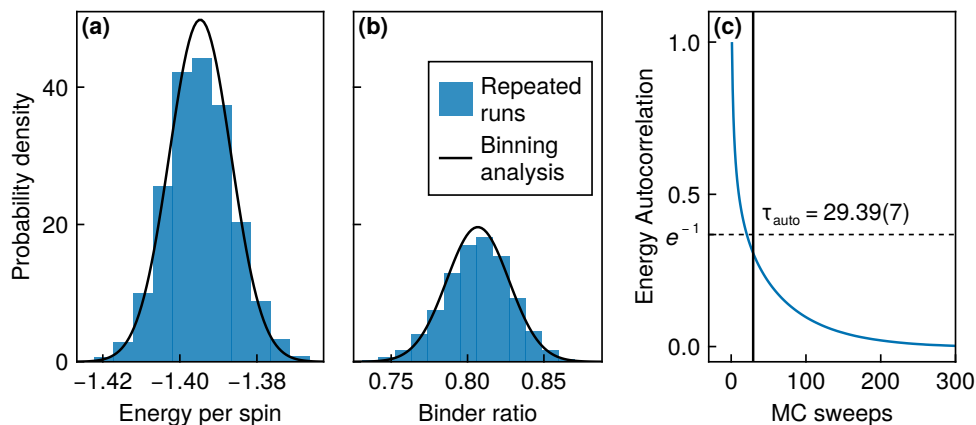 (a)
(b)
(c)
Probability density
40
20
0
−1.42
−1.40
−1.38
Energy per spin
Repeated
runs
Binning
analysis
0.75
0.80
0.85
Binder ratio
Energy Autocorrelation
1.0
0.5
e⁻¹
0.0
τauto = 29.39(7)
0
100
200
300
MC sweeps